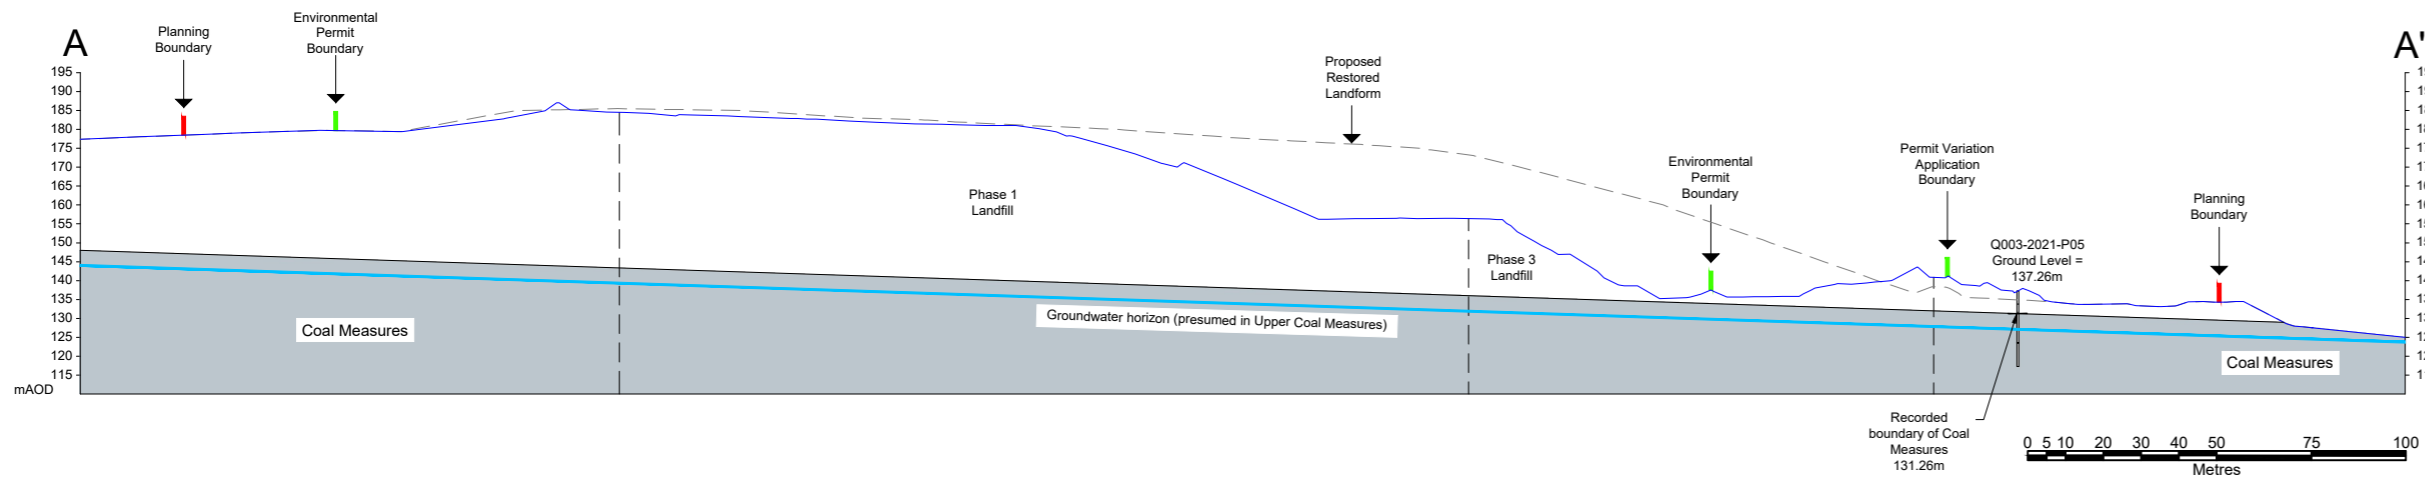 A
Planning
Boundary
Environmental
Permit
Boundary
Proposed
Restored
Landform
Environmental
Permit
Boundary
Permit Variation
Application
Boundary
Planning
Boundary
A'
195
190
185
180
175
170
165
160
155
150
145
140
135
130
125
120
115
mAOD
Phase 1
Landfill
Phase 3
Landfill
Q003-2021-P05
Ground Level =
137.26m
Coal Measures
Groundwater horizon (presumed in Upper Coal Measures)
Coal Measures
Recorded
boundary of Coal
Measures
131.26m
0 5 10 20 30 40 50 75 100
Metres